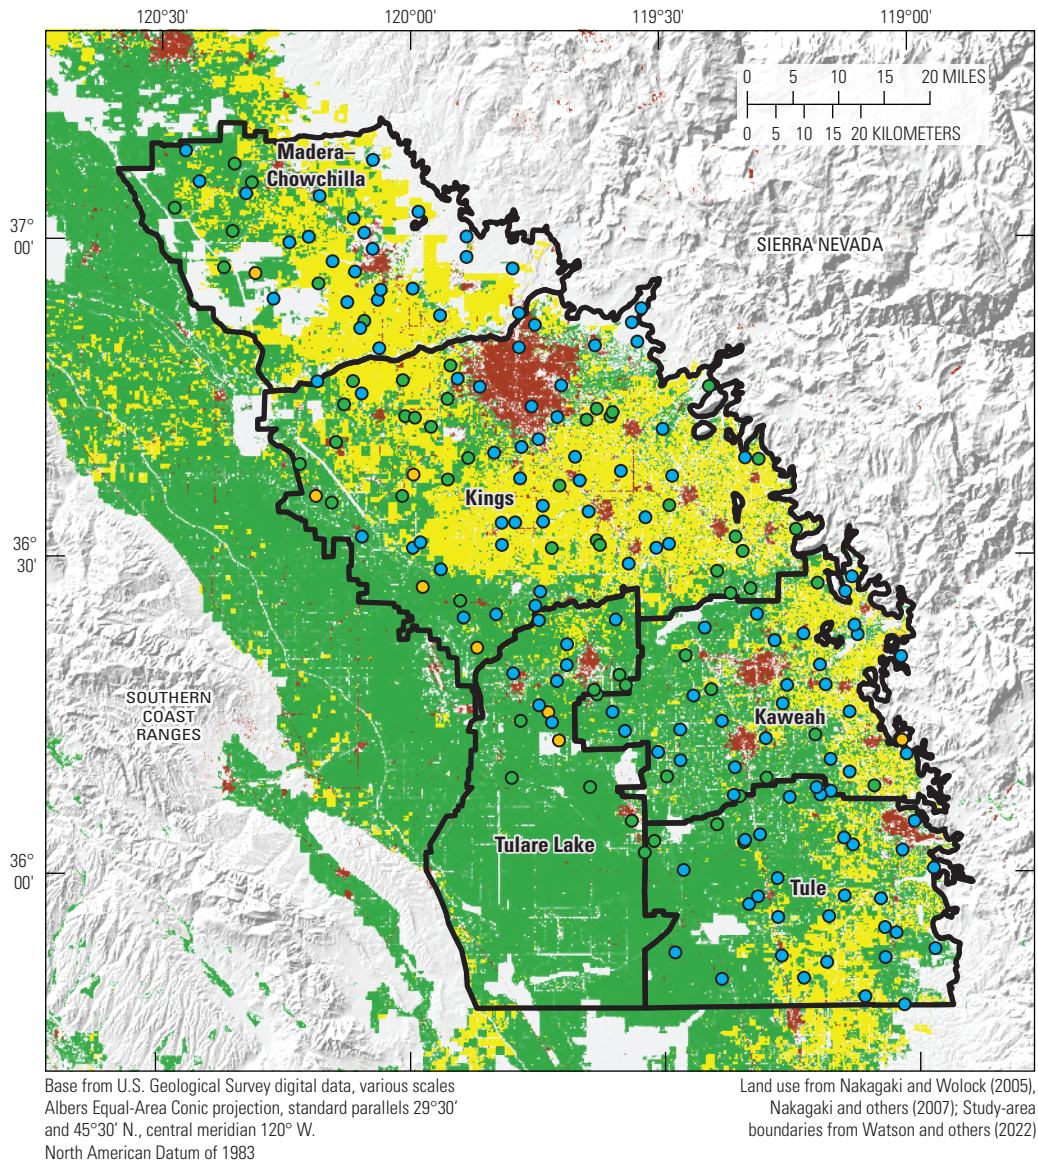 120°30′ 120°00′ 119°30′ 119°00′
0 5 10 15 20 MILES
0 5 10 15 20 KILOMETERS
Madera–
Chowchilla
37°
00′
SIERRA NEVADA
Kings
36°
30′
SOUTHERN
COAST
RANGES
Kaweah
Tulare Lake
36°
00′
Tule
Base from U.S. Geological Survey digital data, various scales
Albers Equal-Area Conic projection, standard parallels 29°30′
and 45°30′ N., central meridian 120° W.
North American Datum of 1983
Land use from Nakagaki and Wolock (2005),
Nakagaki and others (2007); Study-area
boundaries from Watson and others (2022)